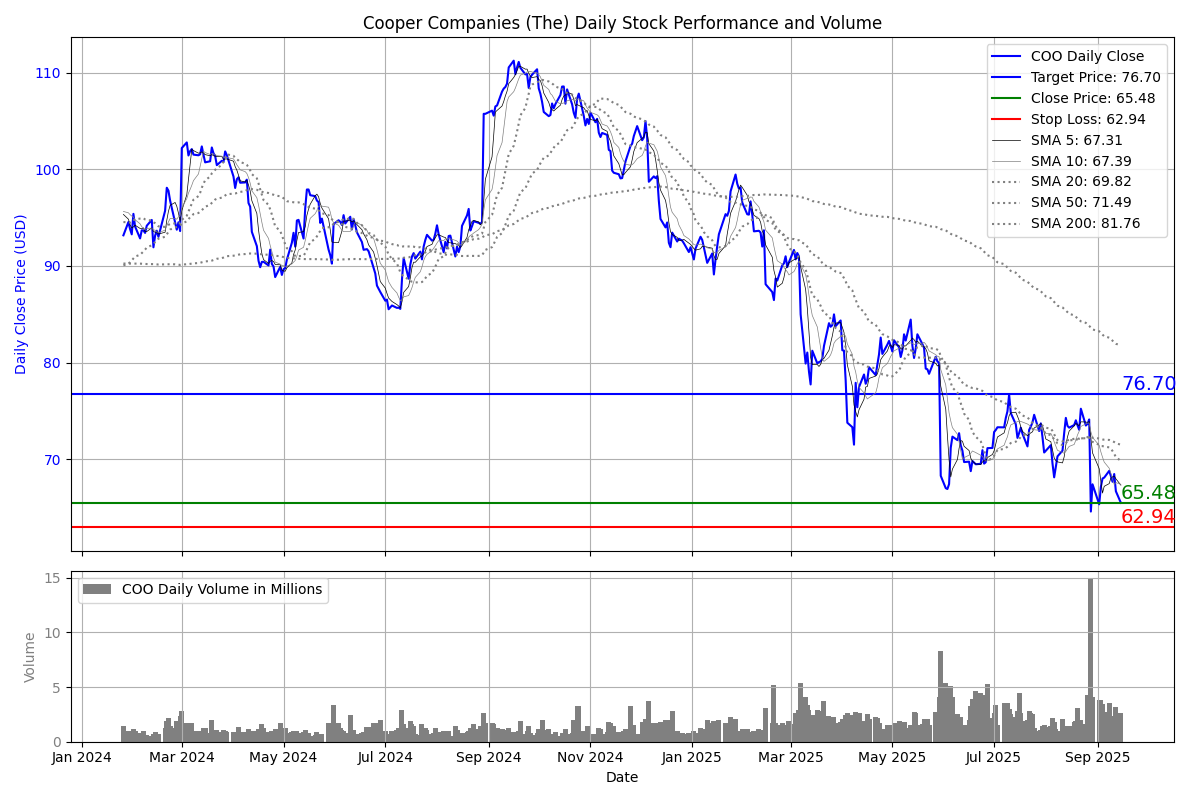 Cooper Companies (The) Daily Stock Performance and Volume
Daily Close Price (USD)
110
100
90
80
70
COO Daily Close
Target Price: 76.70
Close Price: 65.48
Stop Loss: 62.94
SMA 5: 67.31
SMA 10: 67.39
SMA 20: 69.82
SMA 50: 71.49
SMA 200: 81.76
76.70
65.48
62.94
Volume
15
10
5
0
COO Daily Volume in Millions
Jan 2024 Mar 2024 May 2024 Jul 2024 Sep 2024 Nov 2024 Jan 2025 Mar 2025 May 2025 Jul 2025 Sep 2025
Date